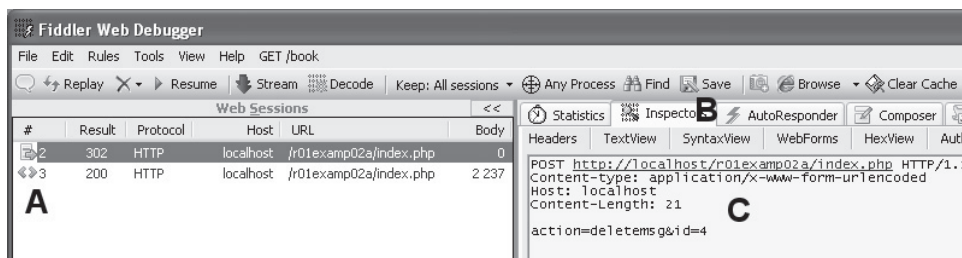 Fiddler Web Debugger
File Edit Rules Tools View Help GET /book
Replay Resume Stream Decode Keep: All sessions Any Process Find Save Browse Clear Cache
Web Sessions <<
# Result Protocol Host URL Body
2 302 HTTP localhost /r01examp02a/index.php 0
3 200 HTTP localhost /r01examp02a/index.php 2 237
A
Statistics Inspecto B AutoResponder Composer
Headers TextView SyntaxView WebForms HexView Aut
POST http://localhost/r01examp02a/index.php HTTP/1.
Content-type: application/x-www-form-urlencoded
Host: localhost
Content-Length: 21
C
action=deletemsg&id=4